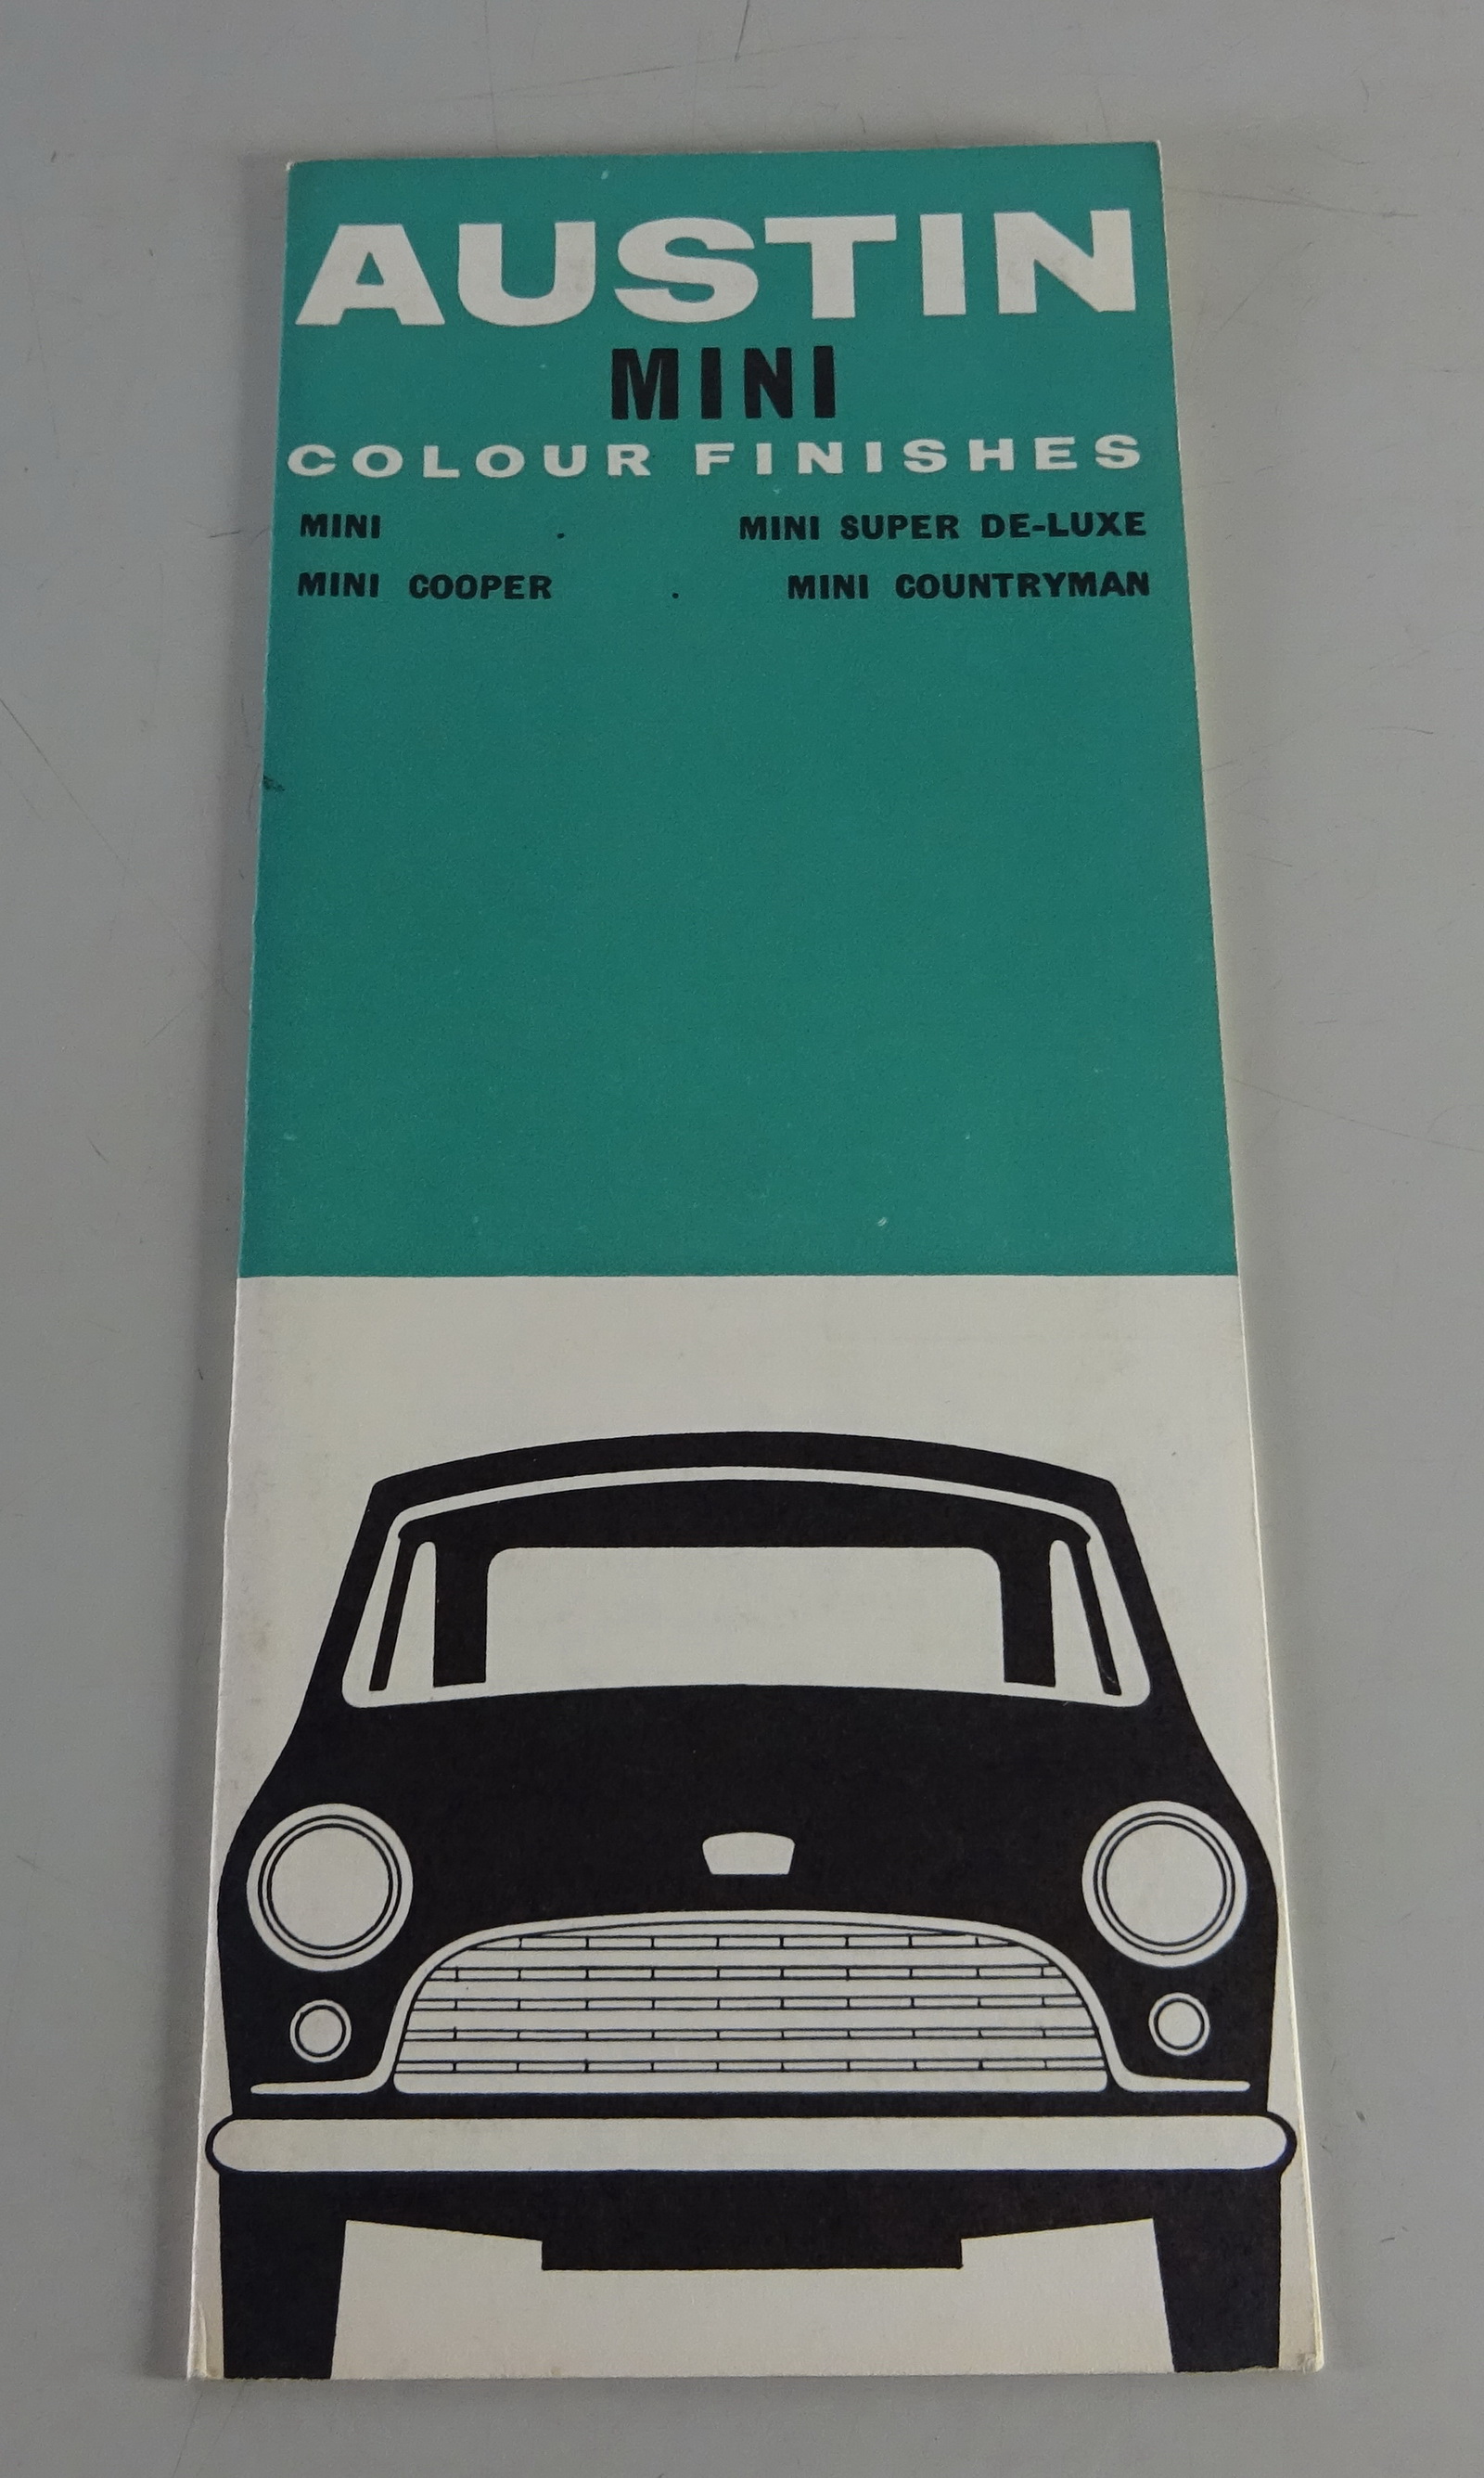 AUSTIN
MINI
COLOUR FINISHES
MINI . MINI SUPER DE-LUXE
MINI COOPER . MINI COUNTRYMAN